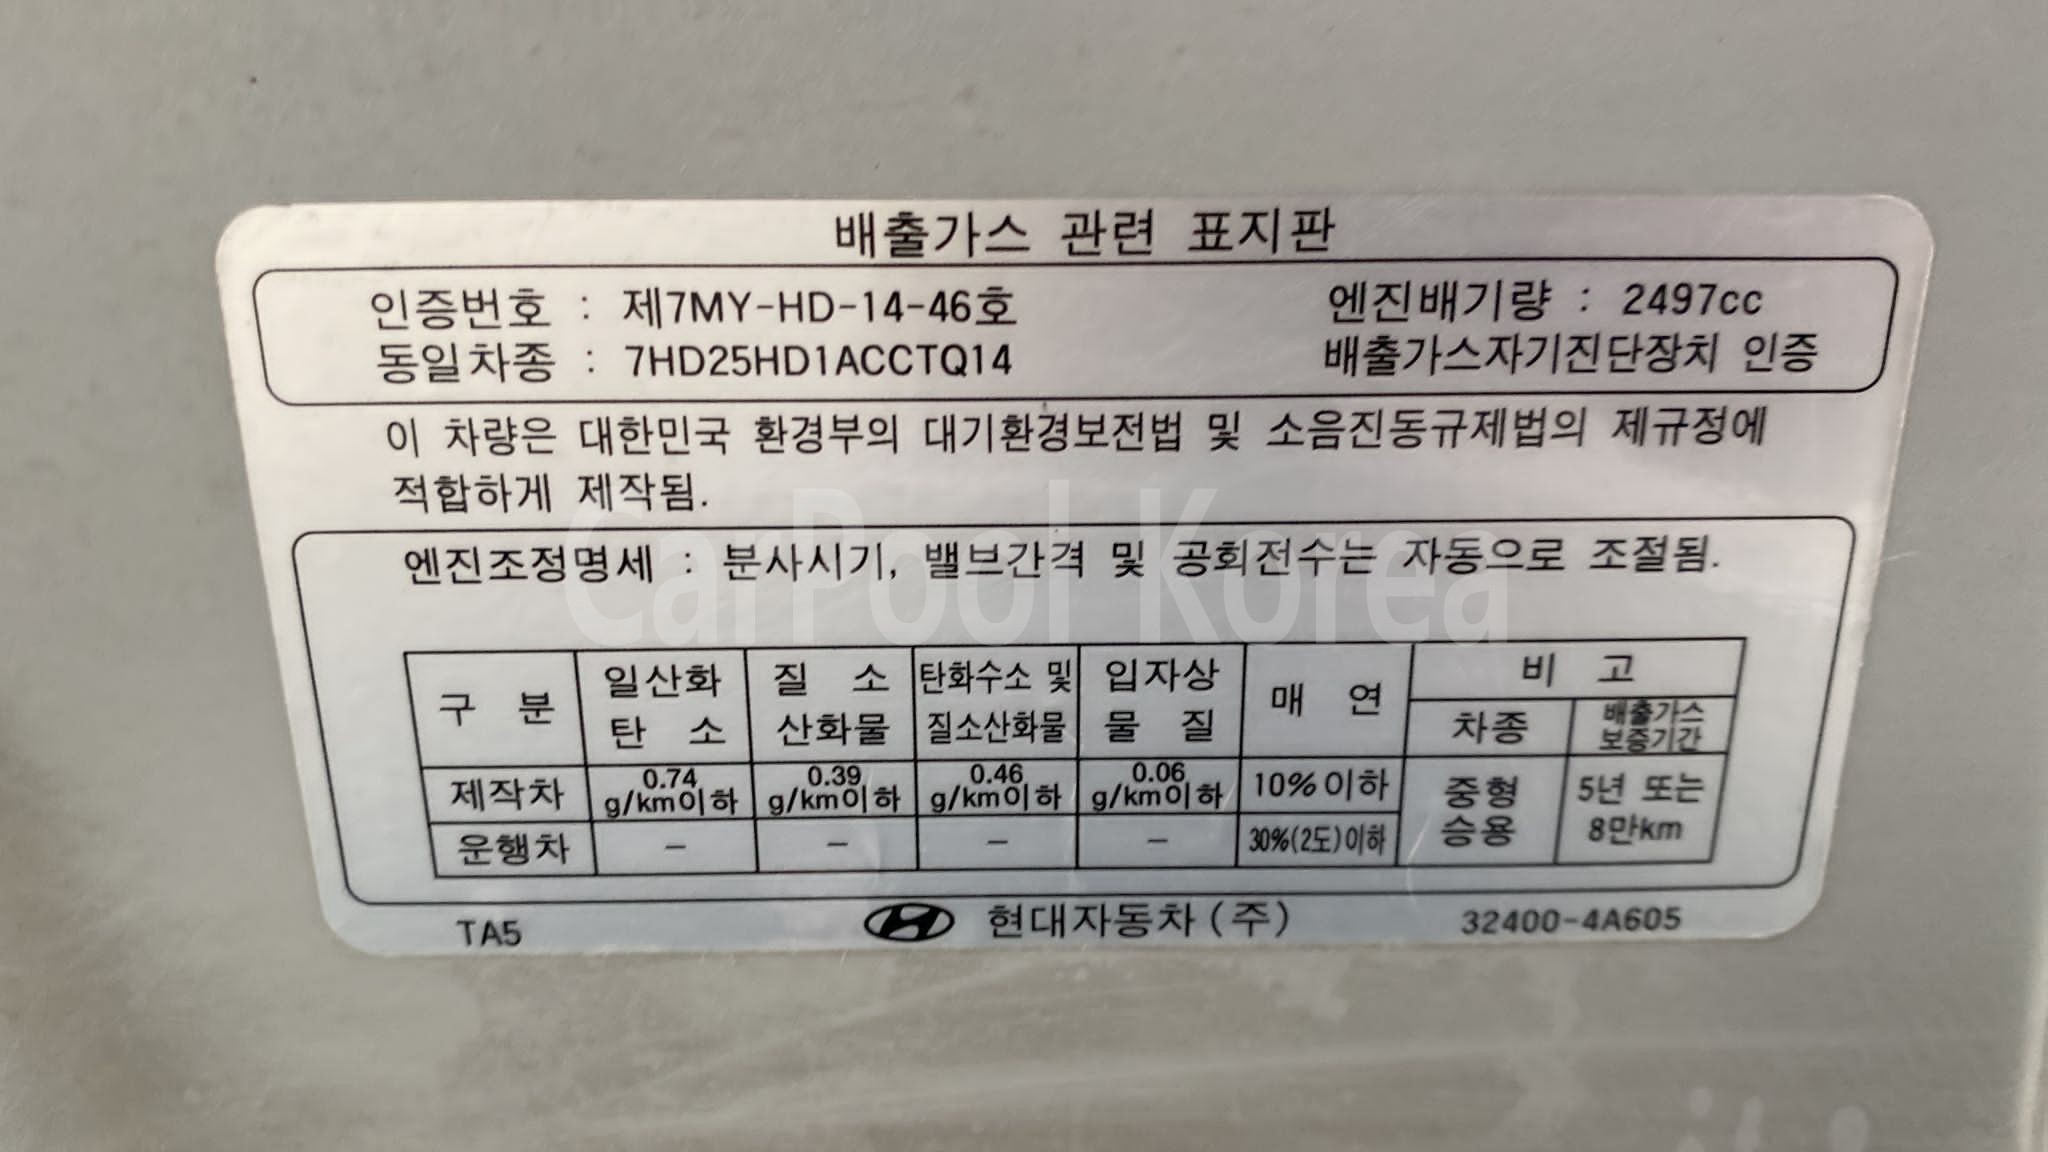 배출가스 관련 표지판
인증번호 : 제7MY-HD-14-46호 엔진배기량 : 2497cc
동일차종 : 7HD25HD1ACCTQ14 배출가스자기진단장치 인증
이 차량은 대한민국 환경부의 대기환경보전법 및 소음진동규제법의 제규정에
적합하게 제작됨.
CarPool Korea
엔진조정명세 : 분사시기, 밸브간격 및 공회전수는 자동으로 조절됨.
구 분 일산화 탄 소 질 소 산화물 탄화수소 및 질소산화물 입자상 물 질 매 연 비 고
차종 배출가스 보증기간
제작차 0.74 g/km이하 0.39 g/km이하 0.46 g/km이하 0.06 g/km이하 10%이하 중형 승용 5년 또는 8만km
운행차 - - - - 30%(2도)이하
TA5 현대자동차(주) 32400-4A605